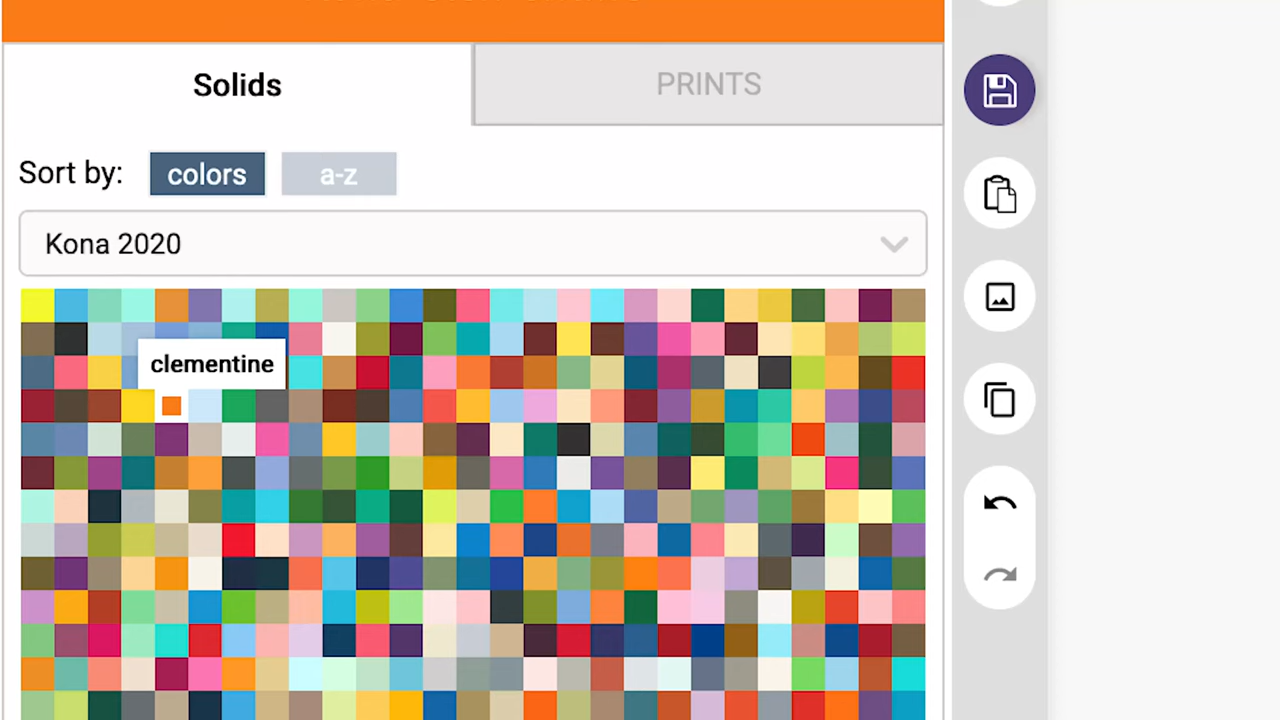 Solids
PRINTS
Sort by:
colors
a-z
Kona 2020
clementine